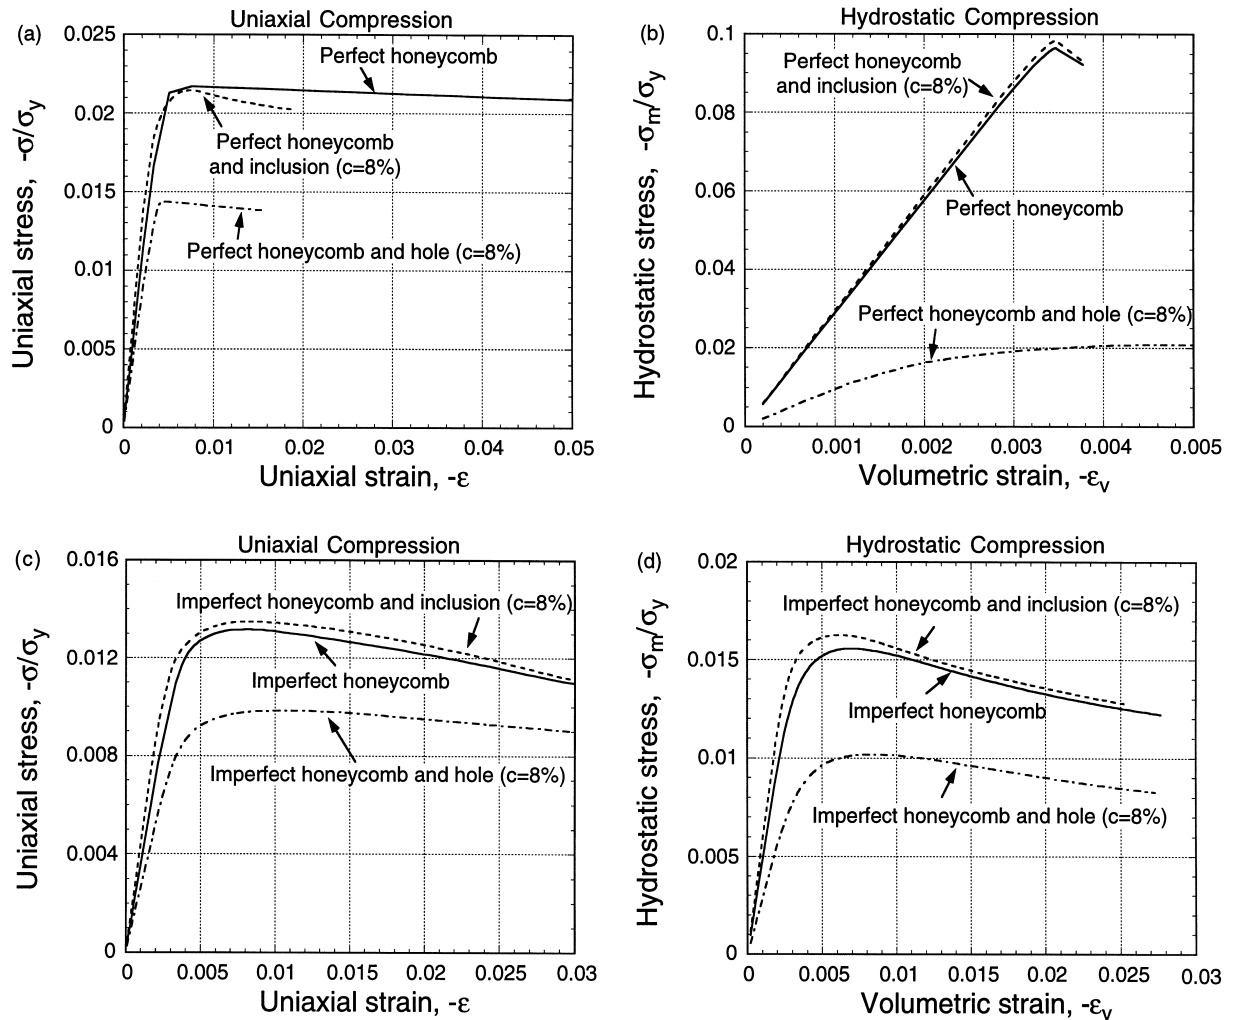 (a)
Uniaxial Compression
0.025
0.02
0.015
0.01
0.005
0
Uniaxial stress, -σ/σy
Perfect honeycomb
Perfect honeycomb
and inclusion (c=8%)
Perfect honeycomb and hole (c=8%)
0 0.01 0.02 0.03 0.04 0.05
Uniaxial strain, -ε
(b)
Hydrostatic Compression
0.1
0.08
0.06
0.04
0.02
0
Hydrostatic stress, -σm/σy
Perfect honeycomb
and inclusion (c=8%)
Perfect honeycomb
Perfect honeycomb and hole (c=8%)
0 0.001 0.002 0.003 0.004 0.005
Volumetric strain, -εv
(c)
Uniaxial Compression
0.016
0.012
0.008
0.004
0
Uniaxial stress, -σ/σy
Imperfect honeycomb and inclusion (c=8%)
Imperfect honeycomb
Imperfect honeycomb and hole (c=8%)
0 0.005 0.01 0.015 0.02 0.025 0.03
Uniaxial strain, -ε
(d)
Hydrostatic Compression
0.02
0.015
0.01
0.005
0
Hydrostatic stress, -σm/σy
Imperfect honeycomb and inclusion (c=8%)
Imperfect honeycomb
Imperfect honeycomb and hole (c=8%)
0 0.005 0.01 0.015 0.02 0.025 0.03
Volumetric strain, -εv